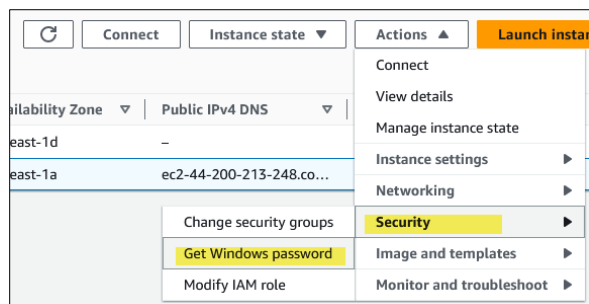 Connect
Instance state
Actions
Launch instan
Connect
View details
Manage instance state
ailability Zone
Public IPv4 DNS
east-1d
–
Instance settings
east-1a
ec2-44-200-213-248.co...
Networking
Change security groups
Security
Get Windows password
Image and templates
Modify IAM role
Monitor and troubleshoot